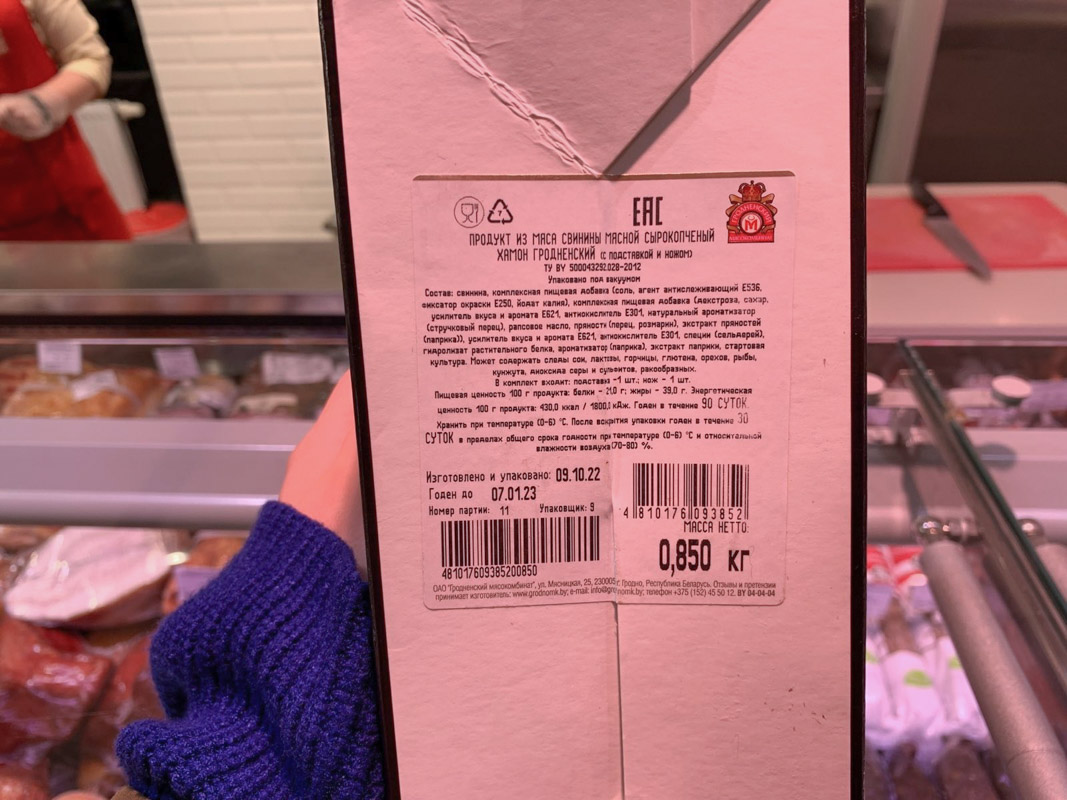 ЕАС
ГРОДНЕНСКИЙ
МЯСОКОМБИНАТ
7
ПРОДУКТ ИЗ МЯСА СВИНИНЫ МЯСНОЙ СЫРОКОПЧЕНЫЙ
ХАМОН ГРОДНЕНСКИЙ (с подставкой и ножом)
ТУ BY 500043292.028-2012
Упаковано под вакуумом
Состав: свинина, комплексная пищевая добавка (соль, агент антислеживающий Е536,
фиксатор окраски Е250, йодат калия), комплексная пищевая добавка (декстроза, сахар,
усилитель вкуса и аромата Е621, антиокислитель Е301, натуральный ароматизатор
(стручковый перец), рапсовое масло, пряности (перец, розмарин), экстракт пряностей
(паприка)), усилитель вкуса и аромата Е621, антиокислитель Е301, специи (сельдерей),
гидролизат растительного белка, ароматизатор (паприка), экстракт паприки, стартовая
культура. Может содержать следы сои, лактозы, горчицы, глютена, орехов, рыбы,
кунжута, диоксида серы и сульфитов, ракообразных.
В комплект входит: подставка -1 шт.; нож - 1 шт.
Пищевая ценность 100 г продукта: белки - 21,0 г; жиры - 39,0 г. Энергетическая
ценность 100 г продукта: 430,0 ккал / 1800,0 кДж. Годен в течение 90 СУТОК.
Хранить при температуре (0-6) °С. После вскрытия упаковки годен в течение 30
СУТОК в пределах общего срока годности при температуре (0-6) °С и относительной
влажности воздуха (70-80) %.
Изготовлено и упаковано: 09.10.22
Годен до 07.01.23
Номер партии: 11 Упаковщик: 9
481017609385200850
4 810176 093852
МАССА НЕТТО:
0,850 кг
ОАО "Гродненский мясокомбинат", ул. Мясницкая, 25, 230005 г. Гродно, Республика Беларусь. Отзывы и претензии
принимает изготовитель: www.grodnomk.by; e-mail: info@grodnomk.by; телефон +375 (152) 45 50 12. BY 04-04-04